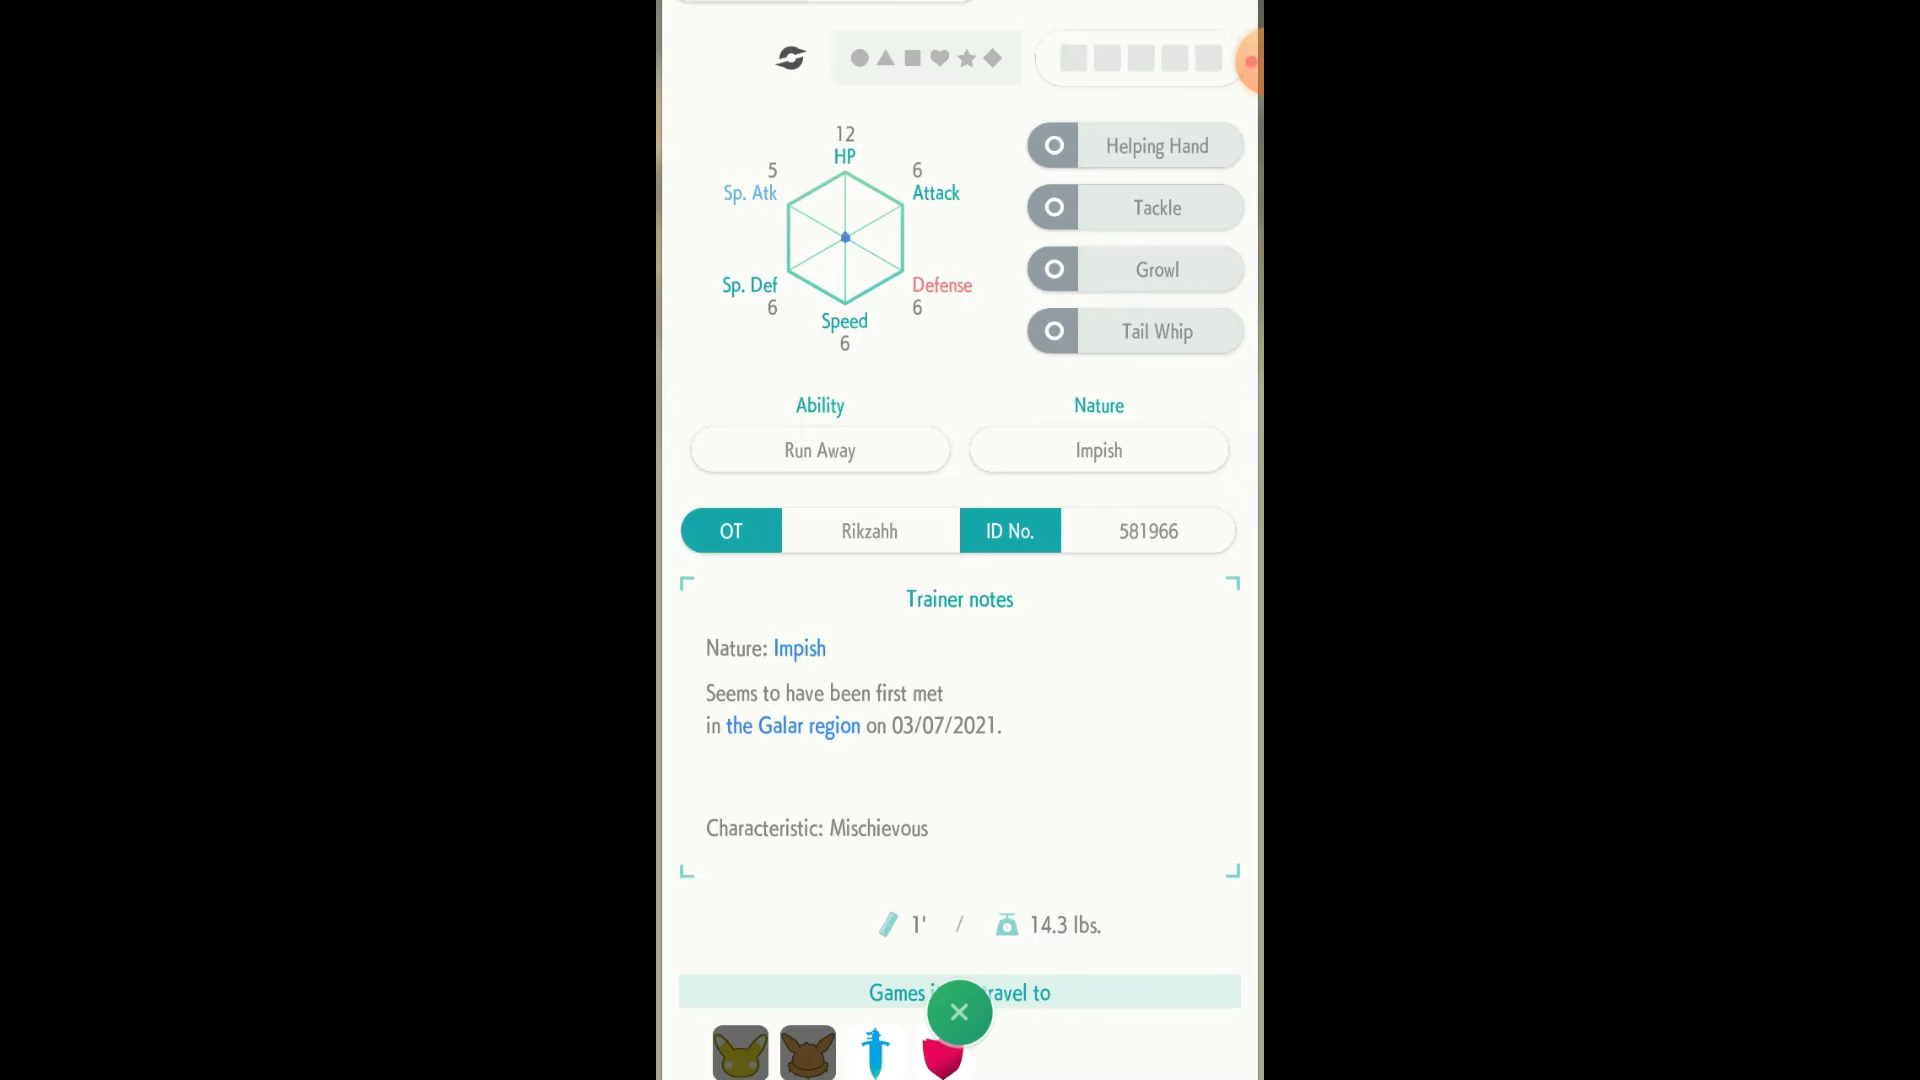 12
HP
5
Sp. Atk
6
Attack
Sp. Def
6
Defense
6
Speed
6
Helping Hand
Tackle
Growl
Tail Whip
Ability
Nature
Run Away
Impish
OT
Rikzahh
ID No.
581966
Trainer notes
Nature: Impish
Seems to have been first met
in the Galar region on 03/07/2021.
Characteristic: Mischievous
1' / 14.3 lbs.
Games travel to